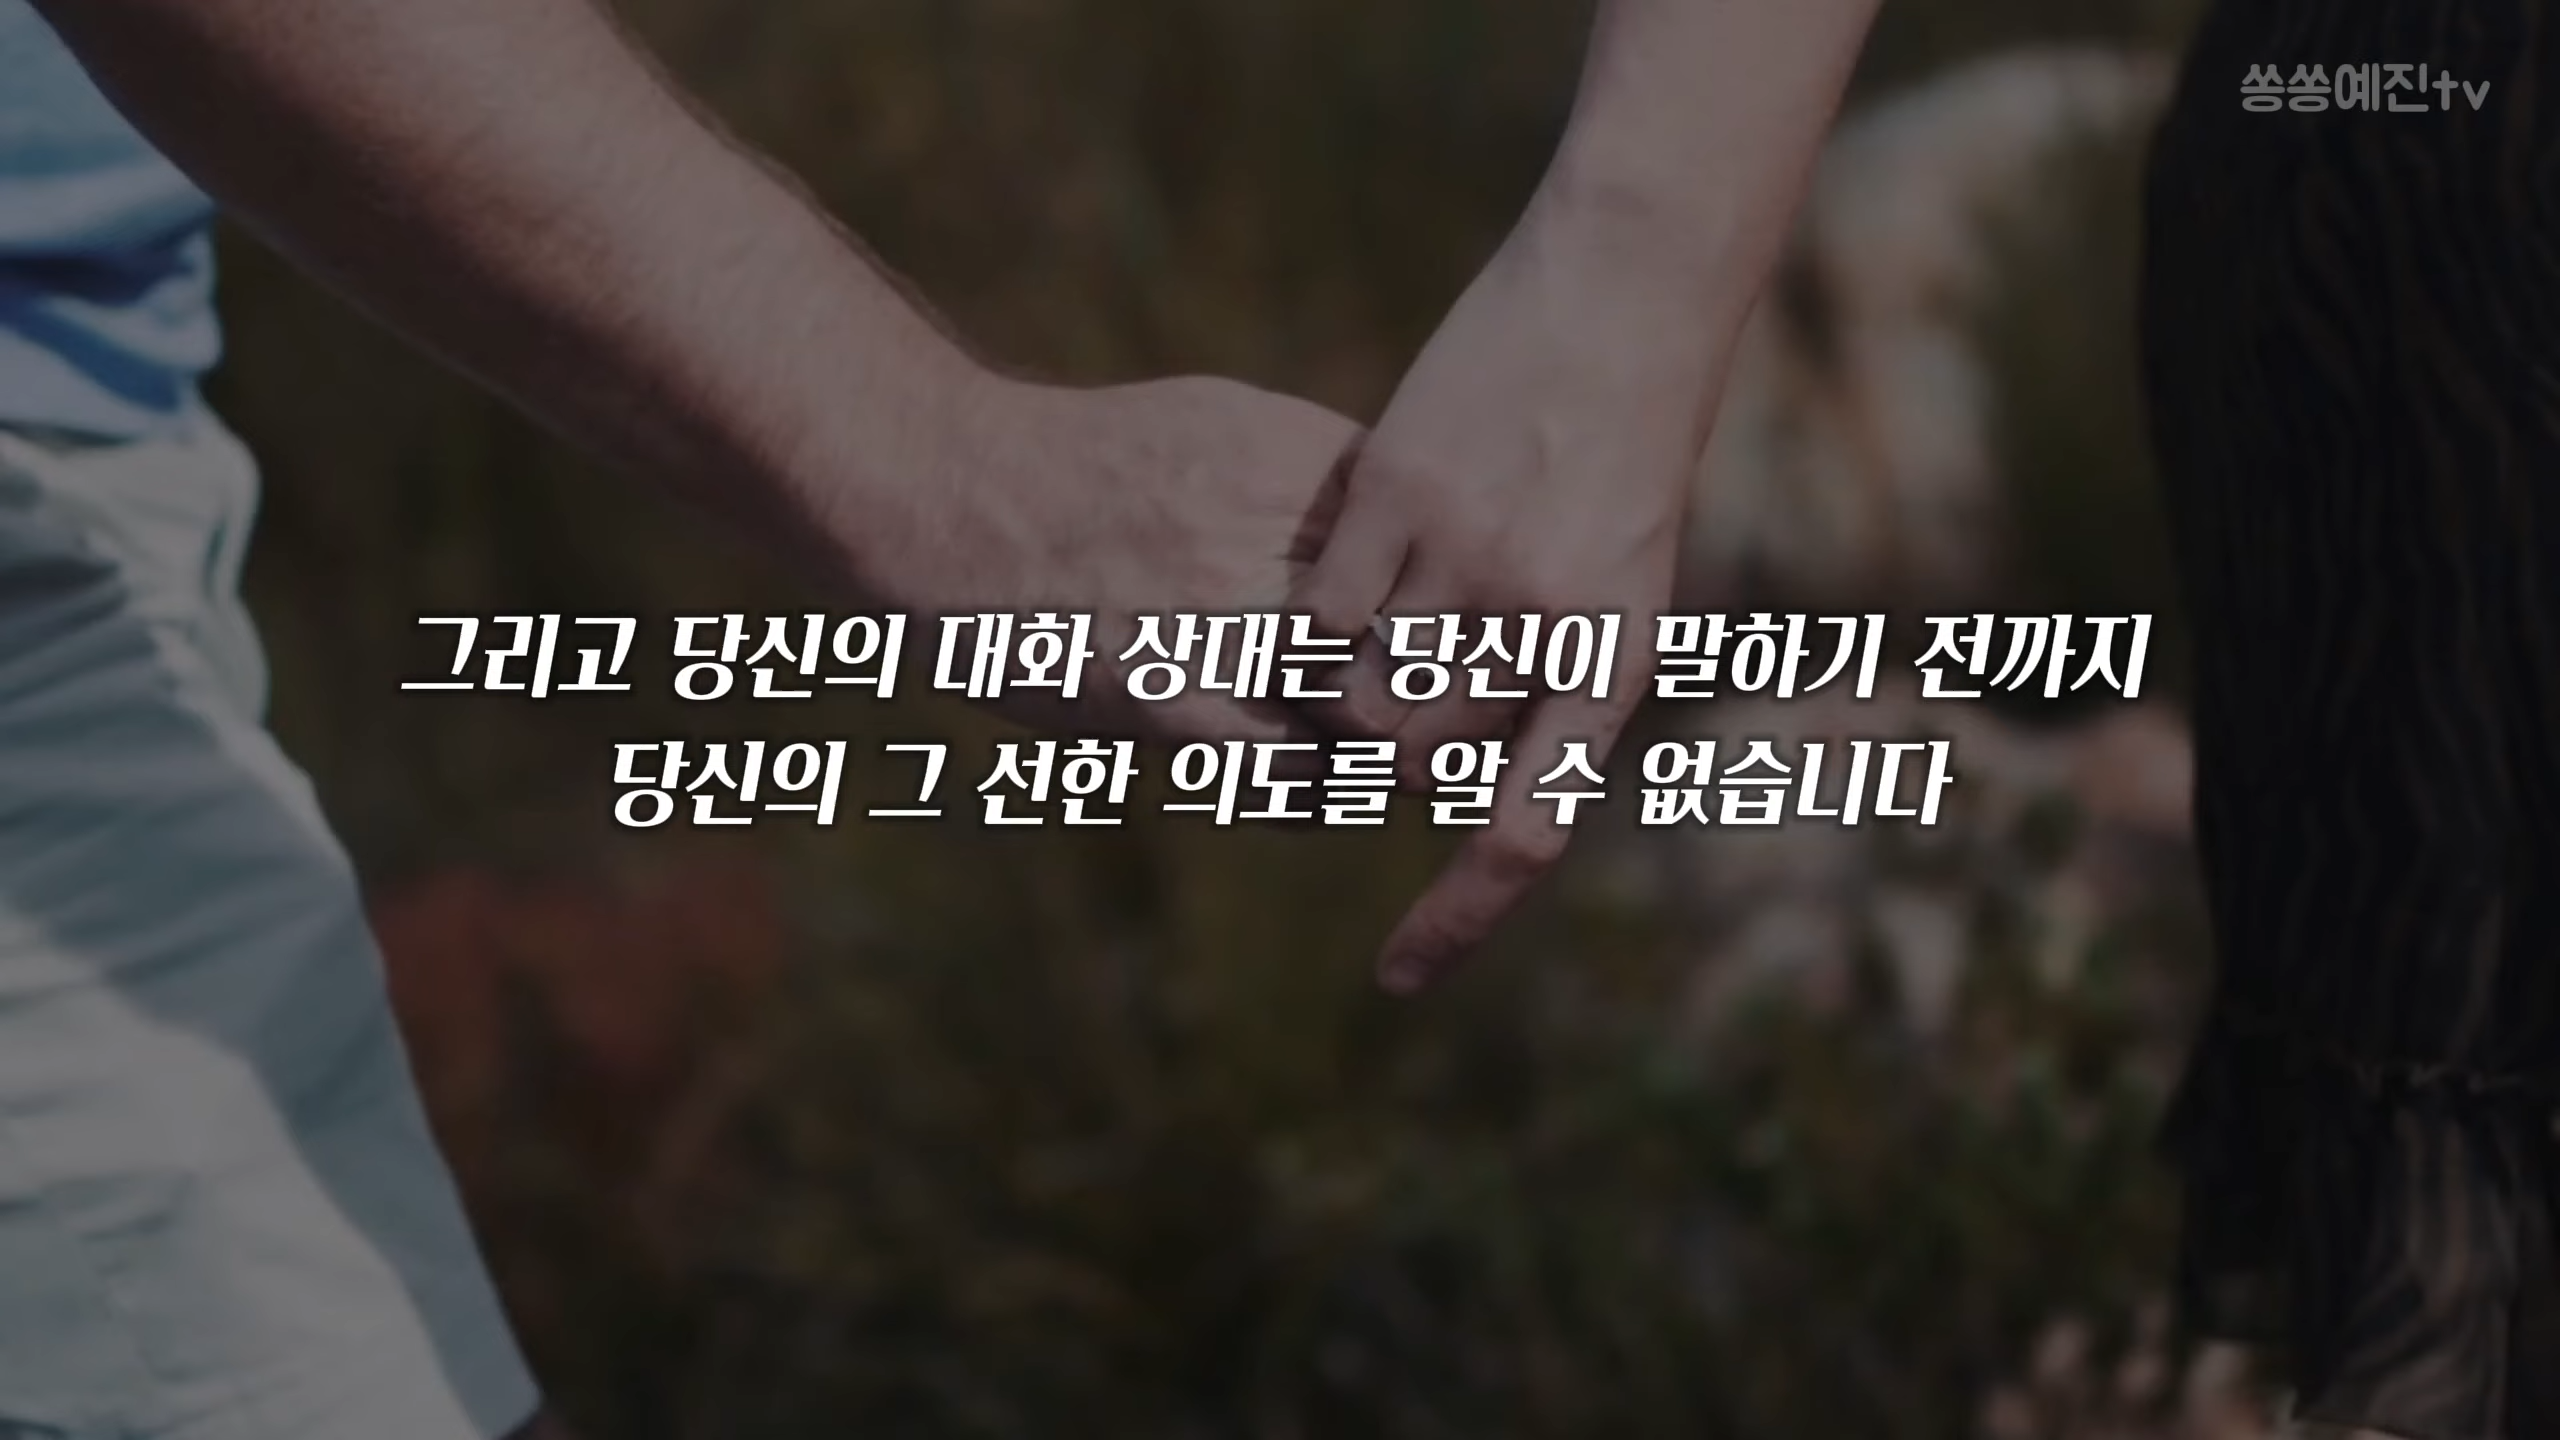 쏭쏭예진tv
그리고 당신의 대화 상대는 당신이 말하기 전까지
당신의 그 선한 의도를 알 수 없습니다